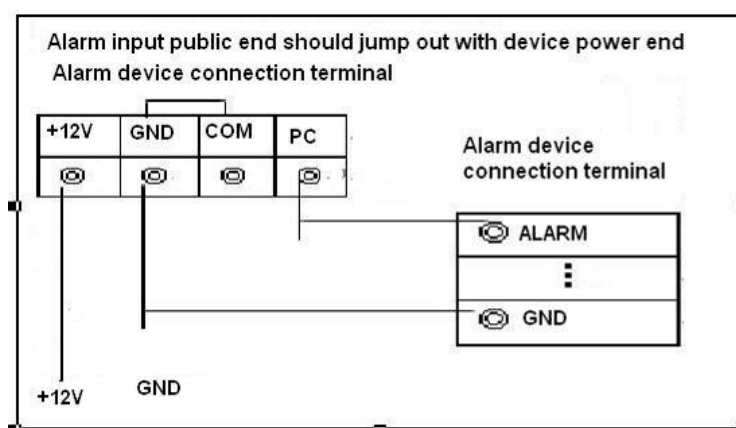 Alarm input public end should jump out with device power end
Alarm device connection terminal
+12V GND COM PC
Alarm device
connection terminal
ALARM
GND
+12V GND